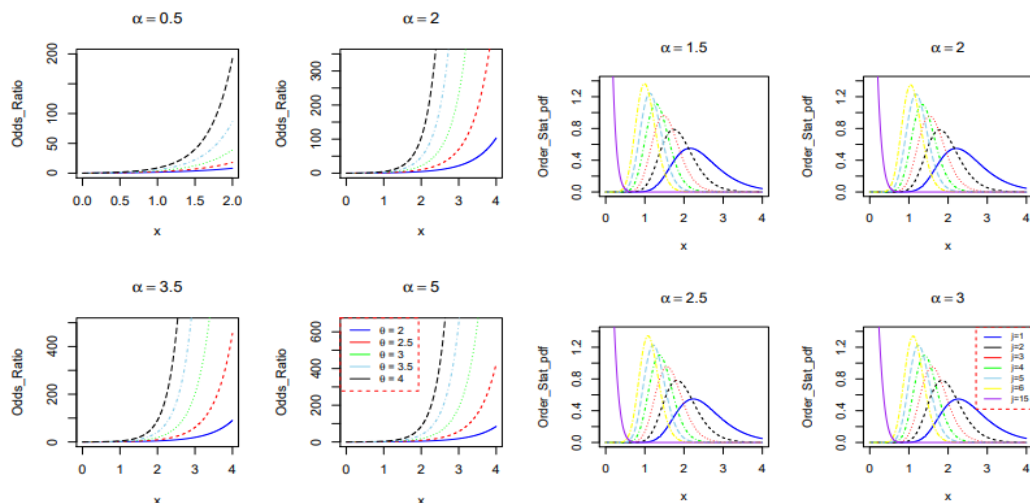 α = 0.5
Odds_Ratio
0 50 100 150 200
0.0 0.5 1.0 1.5 2.0
x
α = 2
Odds_Ratio
0 50 150 250 350
0 1 2 3 4
x
α = 1.5
Order_Stat_pdf
0.0 0.4 0.8 1.2
0 1 2 3 4
x
α = 2
Order_Stat_pdf
0.0 0.4 0.8 1.2
0 1 2 3 4
x
α = 3.5
Odds_Ratio
0 100 200 300 400
0 1 2 3 4
x
α = 5
Odds_Ratio
0 100 200 300 400 600
0 1 2 3 4
x
θ = 2
θ = 2.5
θ = 3
θ = 3.5
θ = 4
α = 2.5
Order_Stat_pdf
0.0 0.4 0.8 1.2
0 1 2 3 4
x
α = 3
Order_Stat_pdf
0.0 0.4 0.8 1.2
0 1 2 3 4
x
j=1
j=2
j=3
j=4
j=5
j=6
j=15